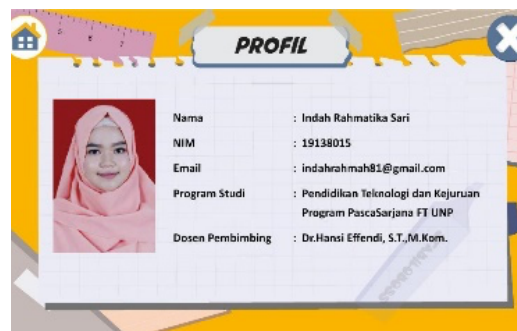 PROFIL
Nama : Indah Rahmatika Sari
NIM : 19138015
Email : indahrahmah81@gmail.com
Program Studi : Pendidikan Teknologi dan Kejuruan
Program PascaSarjana FT UNP
Dosen Pembimbing : Dr.Hansi Effendi, S.T.,M.Kom.